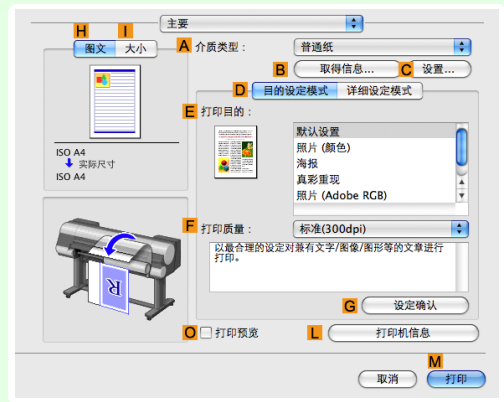 主要
H I
图文 大小
A 介质类型： 普通纸
B 取得信息... C 设置...
D 目的设定模式 详细设定模式
E 打印目的：
默认设置
照片 (颜色)
海报
真彩重现
照片 (Adobe RGB)
ISO A4
实际尺寸
ISO A4
F 打印质量： 标准(300dpi)
以最合理的设定对兼有文字/图像/图形等的文章进行
打印。
R
G 设定确认
O 打印预览 L 打印机信息
M
取消 打印